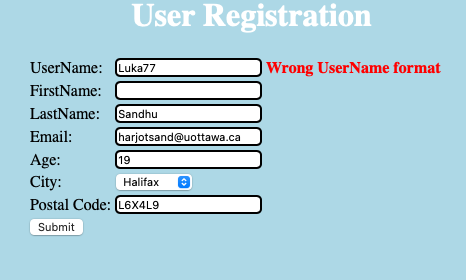 User Registration
UserName: Luka77 Wrong UserName format
FirstName:
LastName: Sandhu
Email: harjotsand@uottawa.ca
Age: 19
City: Halifax
Postal Code: L6X4L9
Submit